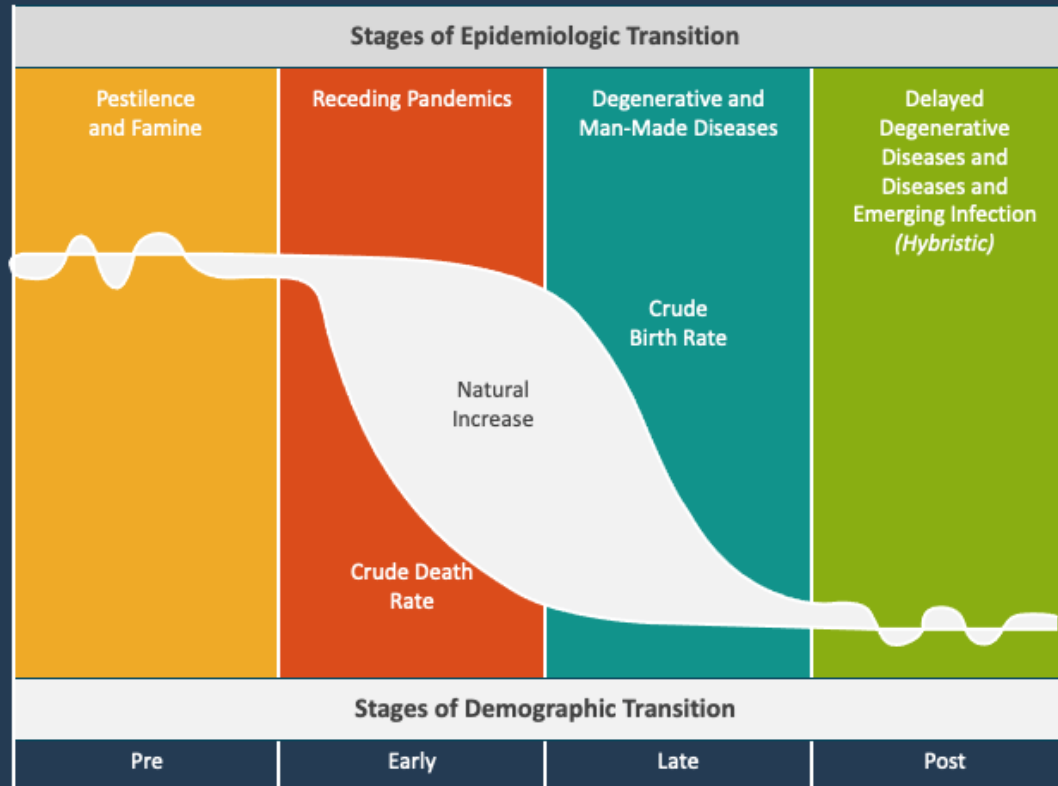 Stages of Epidemiologic Transition
Pestilence
and Famine
Receding Pandemics
Degenerative and
Man-Made Diseases
Delayed
Degenerative
Diseases and
Diseases and
Emerging Infection
(Hybristic)
Crude
Birth Rate
Natural
Increase
Crude Death
Rate
Stages of Demographic Transition
Pre
Early
Late
Post